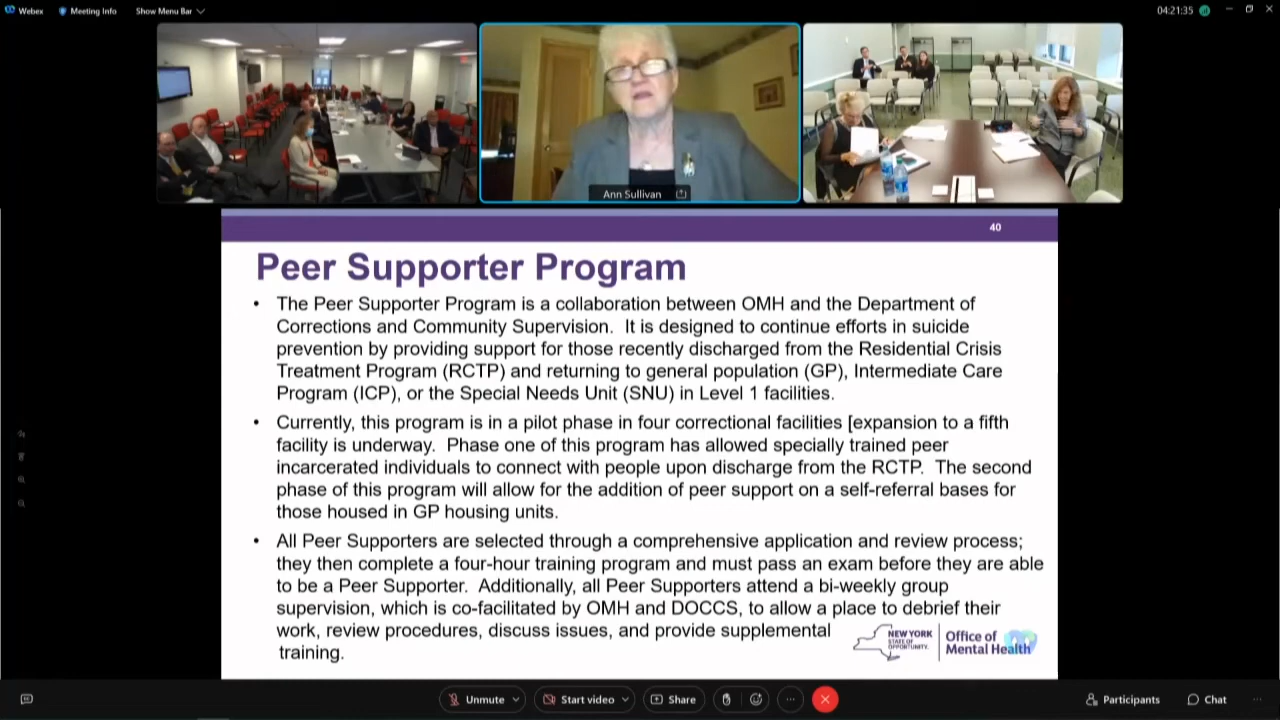 Webex
Meeting Info
Show Menu Bar
04:21:35
Ann Sullivan
40
Peer Supporter Program
• The Peer Supporter Program is a collaboration between OMH and the Department of
Corrections and Community Supervision. It is designed to continue efforts in suicide
prevention by providing support for those recently discharged from the Residential Crisis
Treatment Program (RCTP) and returning to general population (GP), Intermediate Care
Program (ICP), or the Special Needs Unit (SNU) in Level 1 facilities.
• Currently, this program is in a pilot phase in four correctional facilities [expansion to a fifth
facility is underway. Phase one of this program has allowed specially trained peer
incarcerated individuals to connect with people upon discharge from the RCTP. The second
phase of this program will allow for the addition of peer support on a self-referral bases for
those housed in GP housing units.
• All Peer Supporters are selected through a comprehensive application and review process;
they then complete a four-hour training program and must pass an exam before they are able
to be a Peer Supporter. Additionally, all Peer Supporters attend a bi-weekly group
supervision, which is co-facilitated by OMH and DOCCS, to allow a place to debrief their
work, review procedures, discuss issues, and provide supplemental
training.
NEW YORK
STATE OF
OPPORTUNITY.
Office of
Mental Health
Unmute
Start video
Share
Participants
Chat